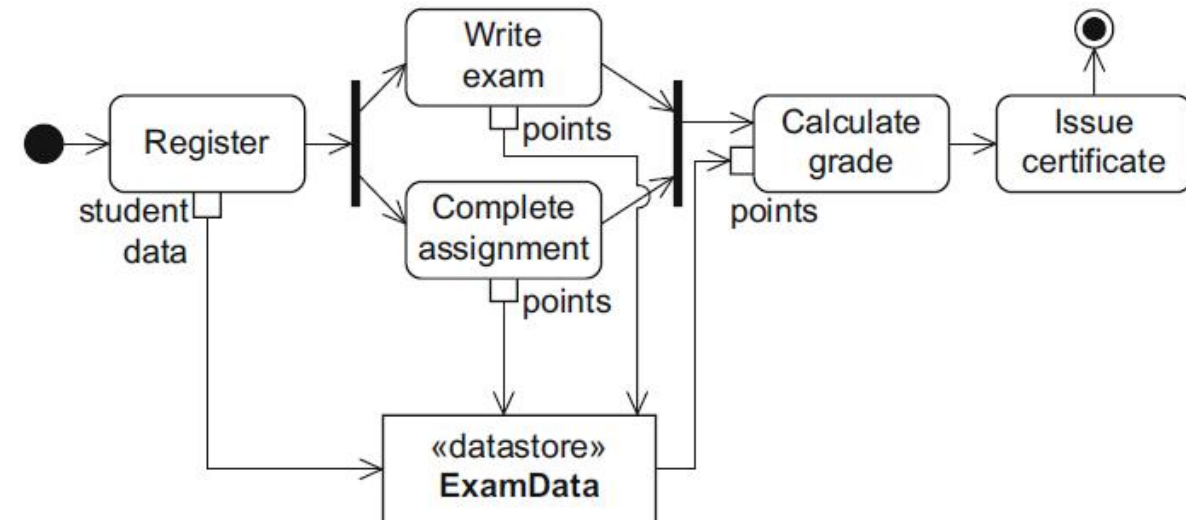 Write
exam
points
Register
student
data
Complete
assignment
points
Calculate
grade
points
Issue
certificate
«datastore»
ExamData